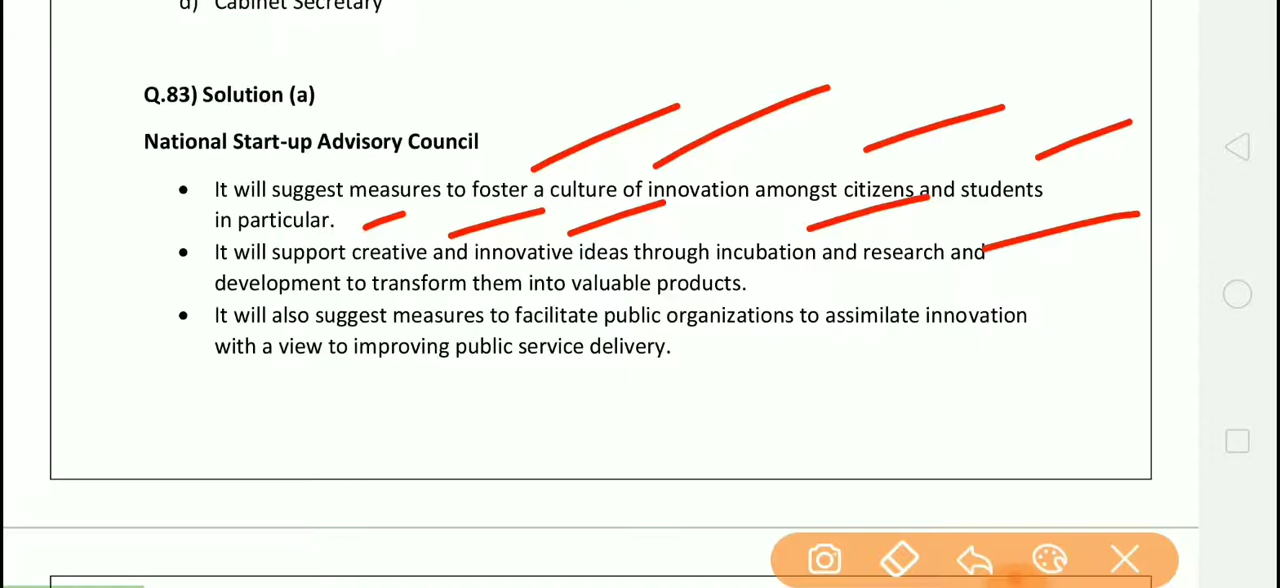 d) Cabinet Secretary
Q.83) Solution (a)
National Start-up Advisory Council
• It will suggest measures to foster a culture of innovation amongst citizens and students
in particular.
• It will support creative and innovative ideas through incubation and research and
development to transform them into valuable products.
• It will also suggest measures to facilitate public organizations to assimilate innovation
with a view to improving public service delivery.